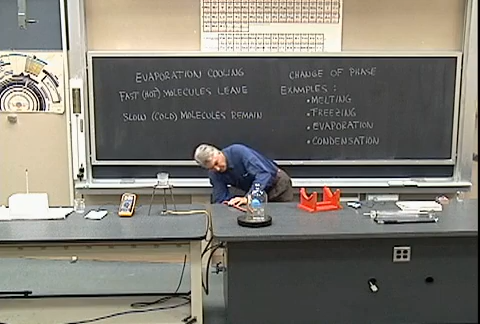 EVAPORATION COOLING
FAST (HOT) MOLECULES LEAVE
SLOW (COLD) MOLECULES REMAIN
CHANGE OF PHASE
EXAMPLES :
• MELTING
• FREEZING
• EVAPORATION
• CONDENSATION